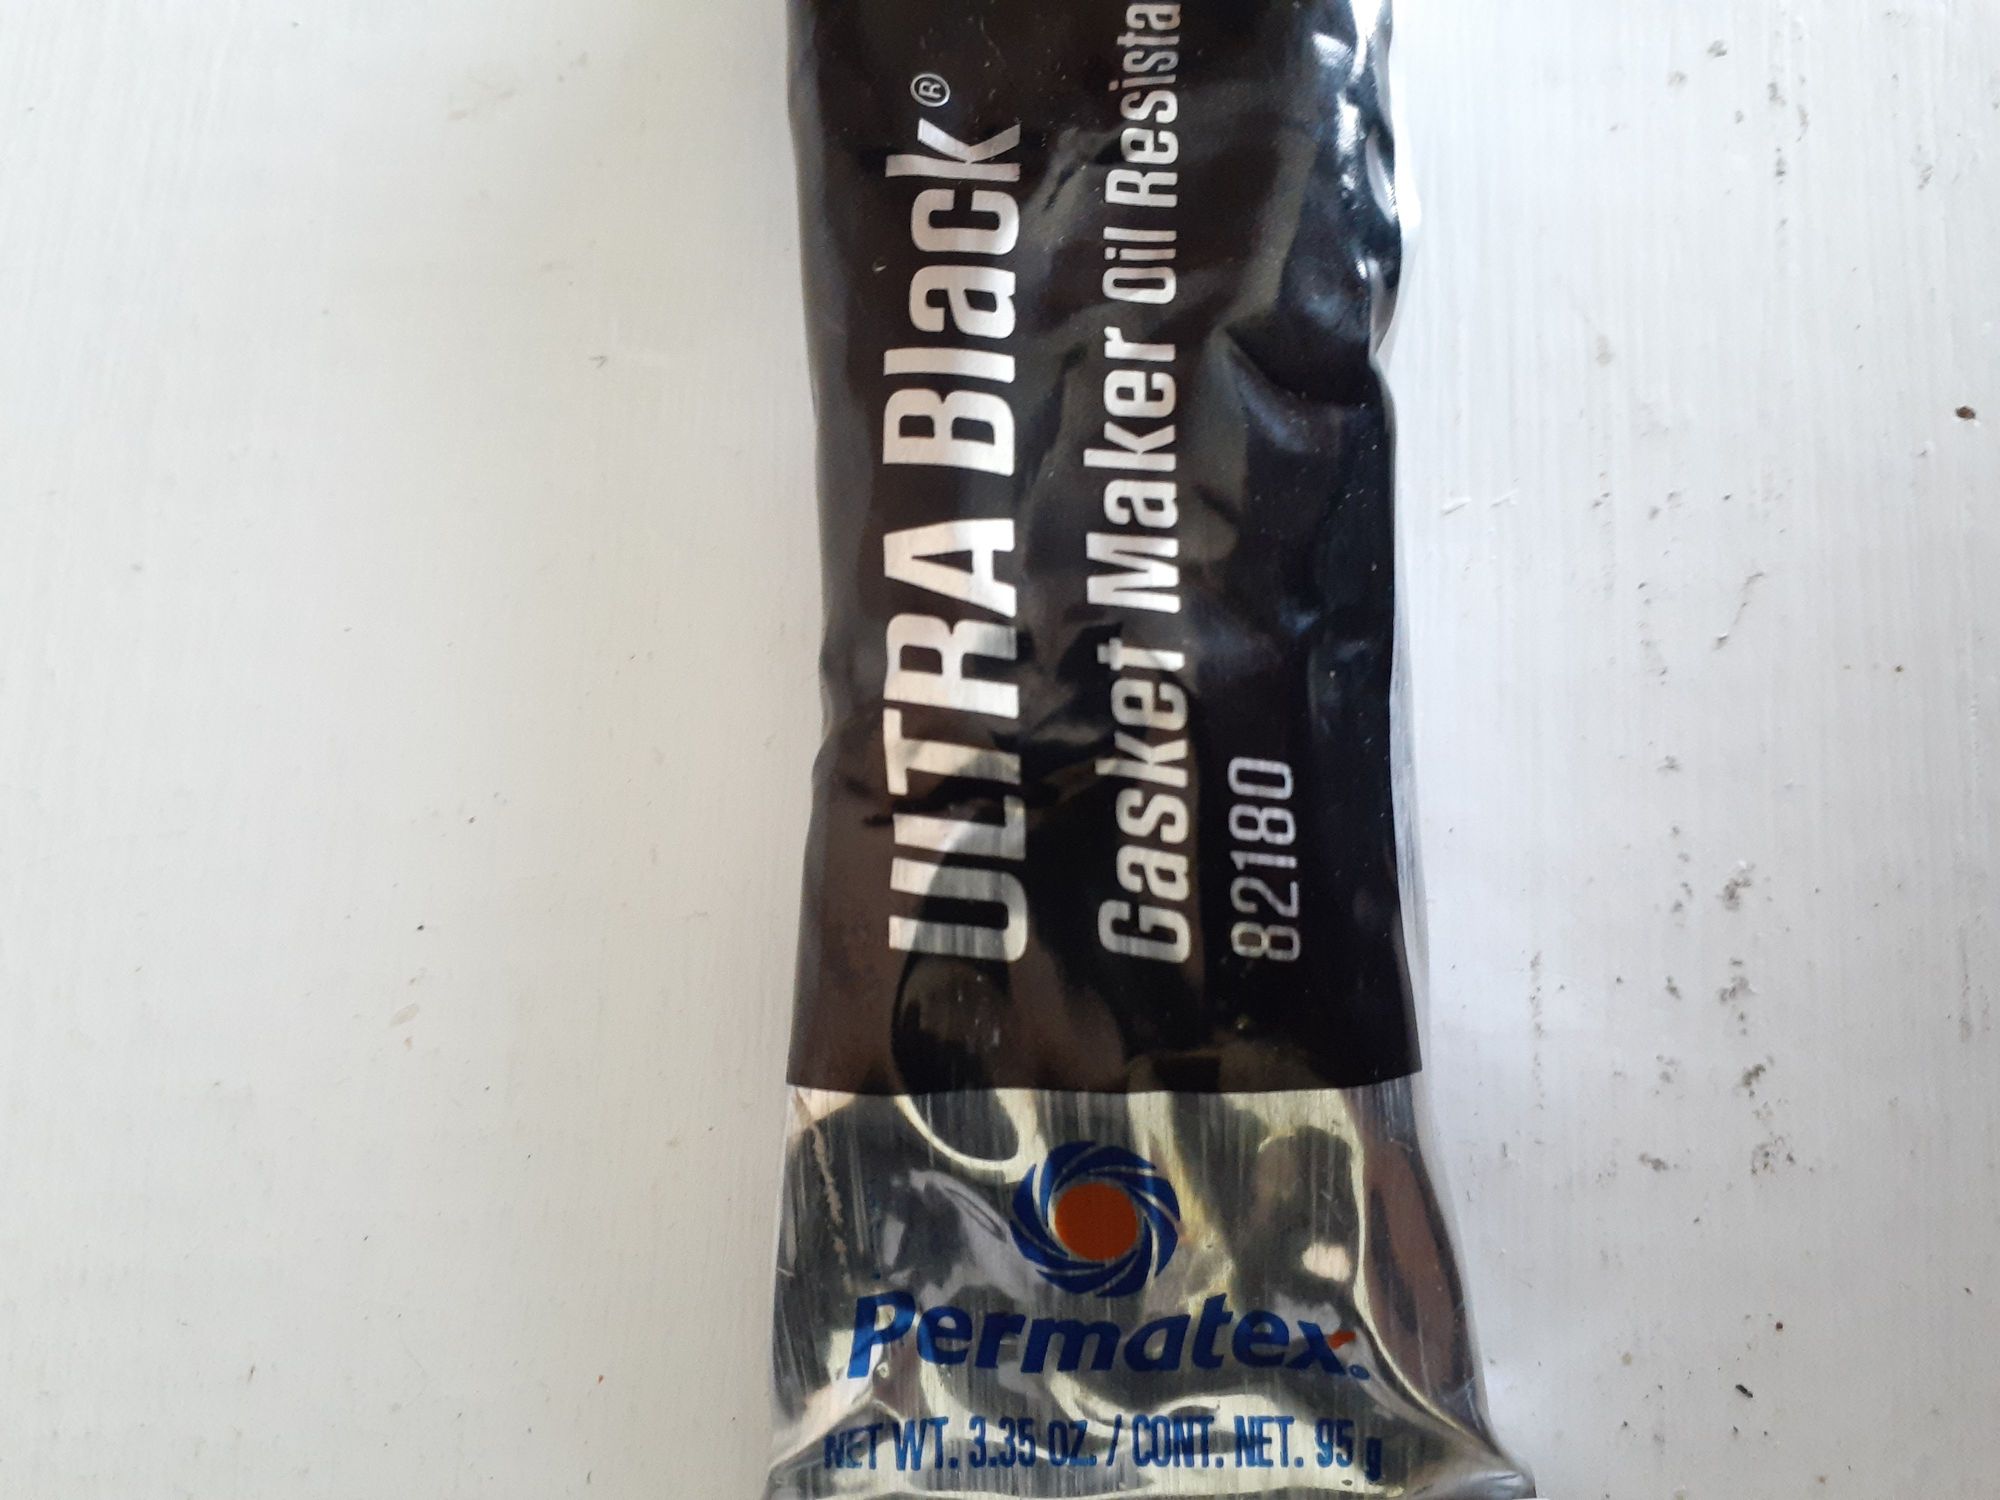 ULTRA Black®
Gasket Maker Oil Resista
82180
Permatex®
NET WT. 3.35 OZ. / CONT. NET. 95 g